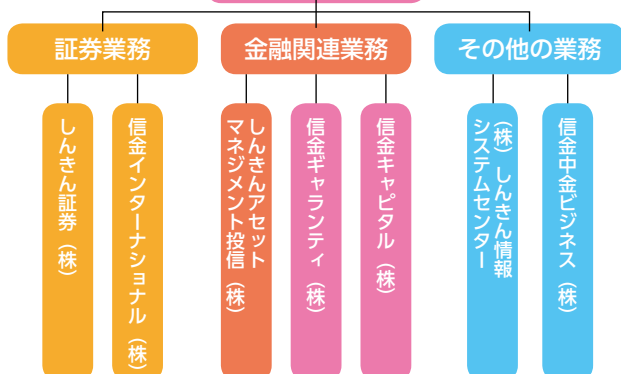 証券業務
金融関連業務
その他の業務
しんきん証券（株）
信金インターナショナル（株）
しんきんアセット
マネジメント投信（株）
信金ギャランティ（株）
信金キャピタル（株）
（株）しんきん情報
システムセンター
信金中金ビジネス（株）